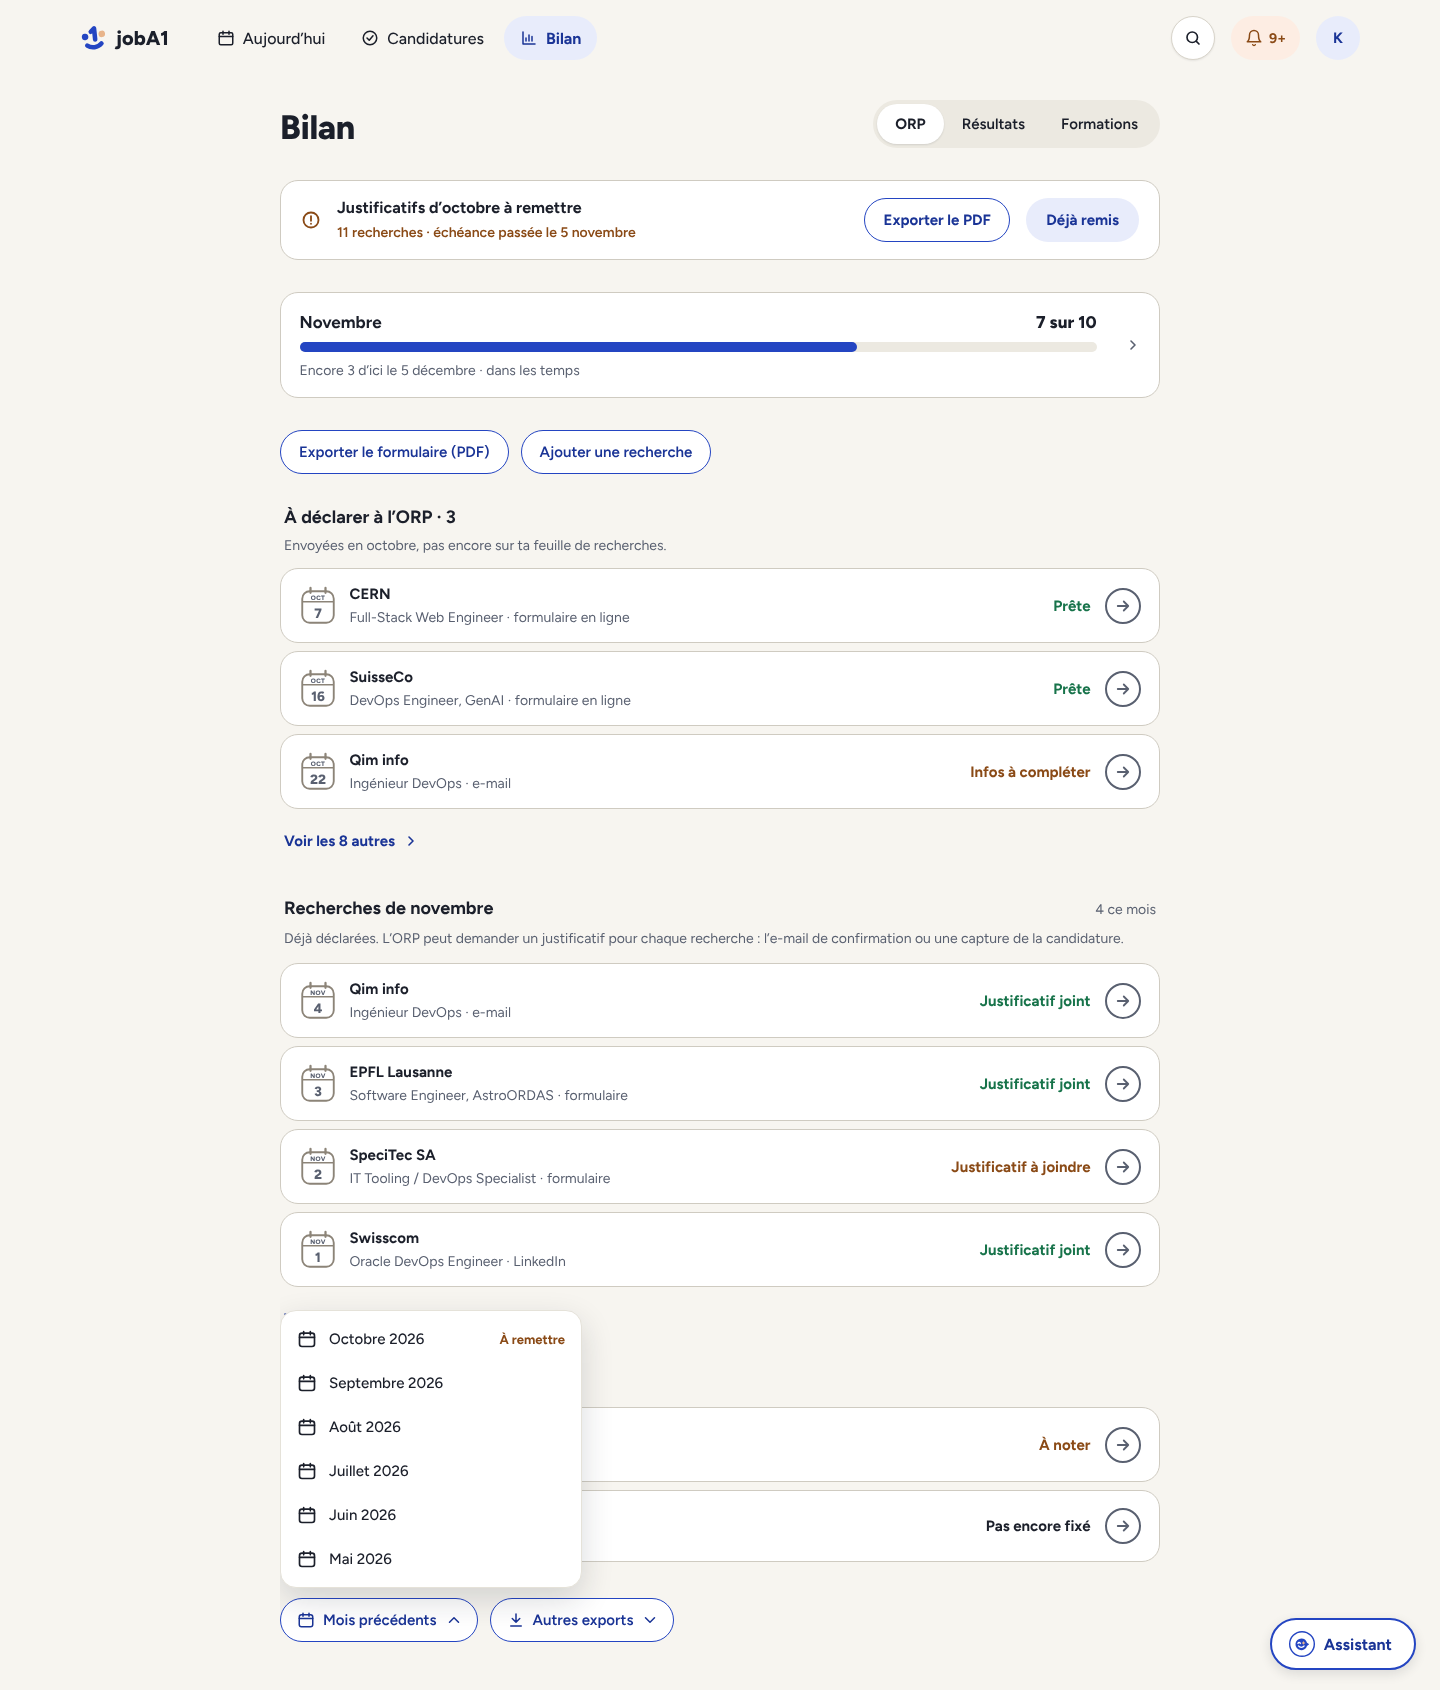 jobA1
Aujourd’hui
Candidatures
Bilan
9+
K
Bilan
ORP
Résultats
Formations
Justificatifs d’octobre à remettre
11 recherches · échéance passée le 5 novembre
Exporter le PDF
Déjà remis
Novembre
7 sur 10
Encore 3 d’ici le 5 décembre · dans les temps
Exporter le formulaire (PDF)
Ajouter une recherche
À déclarer à l’ORP · 3
Envoyées en octobre, pas encore sur ta feuille de recherches.
OCT
7
CERN
Full-Stack Web Engineer · formulaire en ligne
Prête
OCT
16
SuisseCo
DevOps Engineer, GenAI · formulaire en ligne
Prête
OCT
22
Qim info
Ingénieur DevOps · e-mail
Infos à compléter
Voir les 8 autres
Recherches de novembre
4 ce mois
Déjà déclarées. L’ORP peut demander un justificatif pour chaque recherche : l’e-mail de confirmation ou une capture de la candidature.
NOV
4
Qim info
Ingénieur DevOps · e-mail
Justificatif joint
NOV
3
EPFL Lausanne
Software Engineer, AstroORDAS · formulaire
Justificatif joint
NOV
2
SpeciTec SA
IT Tooling / DevOps Specialist · formulaire
Justificatif à joindre
NOV
1
Swisscom
Oracle DevOps Engineer · LinkedIn
Justificatif joint
Octobre 2026
À remettre
Septembre 2026
Août 2026
Juillet 2026
Juin 2026
Mai 2026
À noter
Pas encore fixé
Mois précédents
Autres exports
Assistant